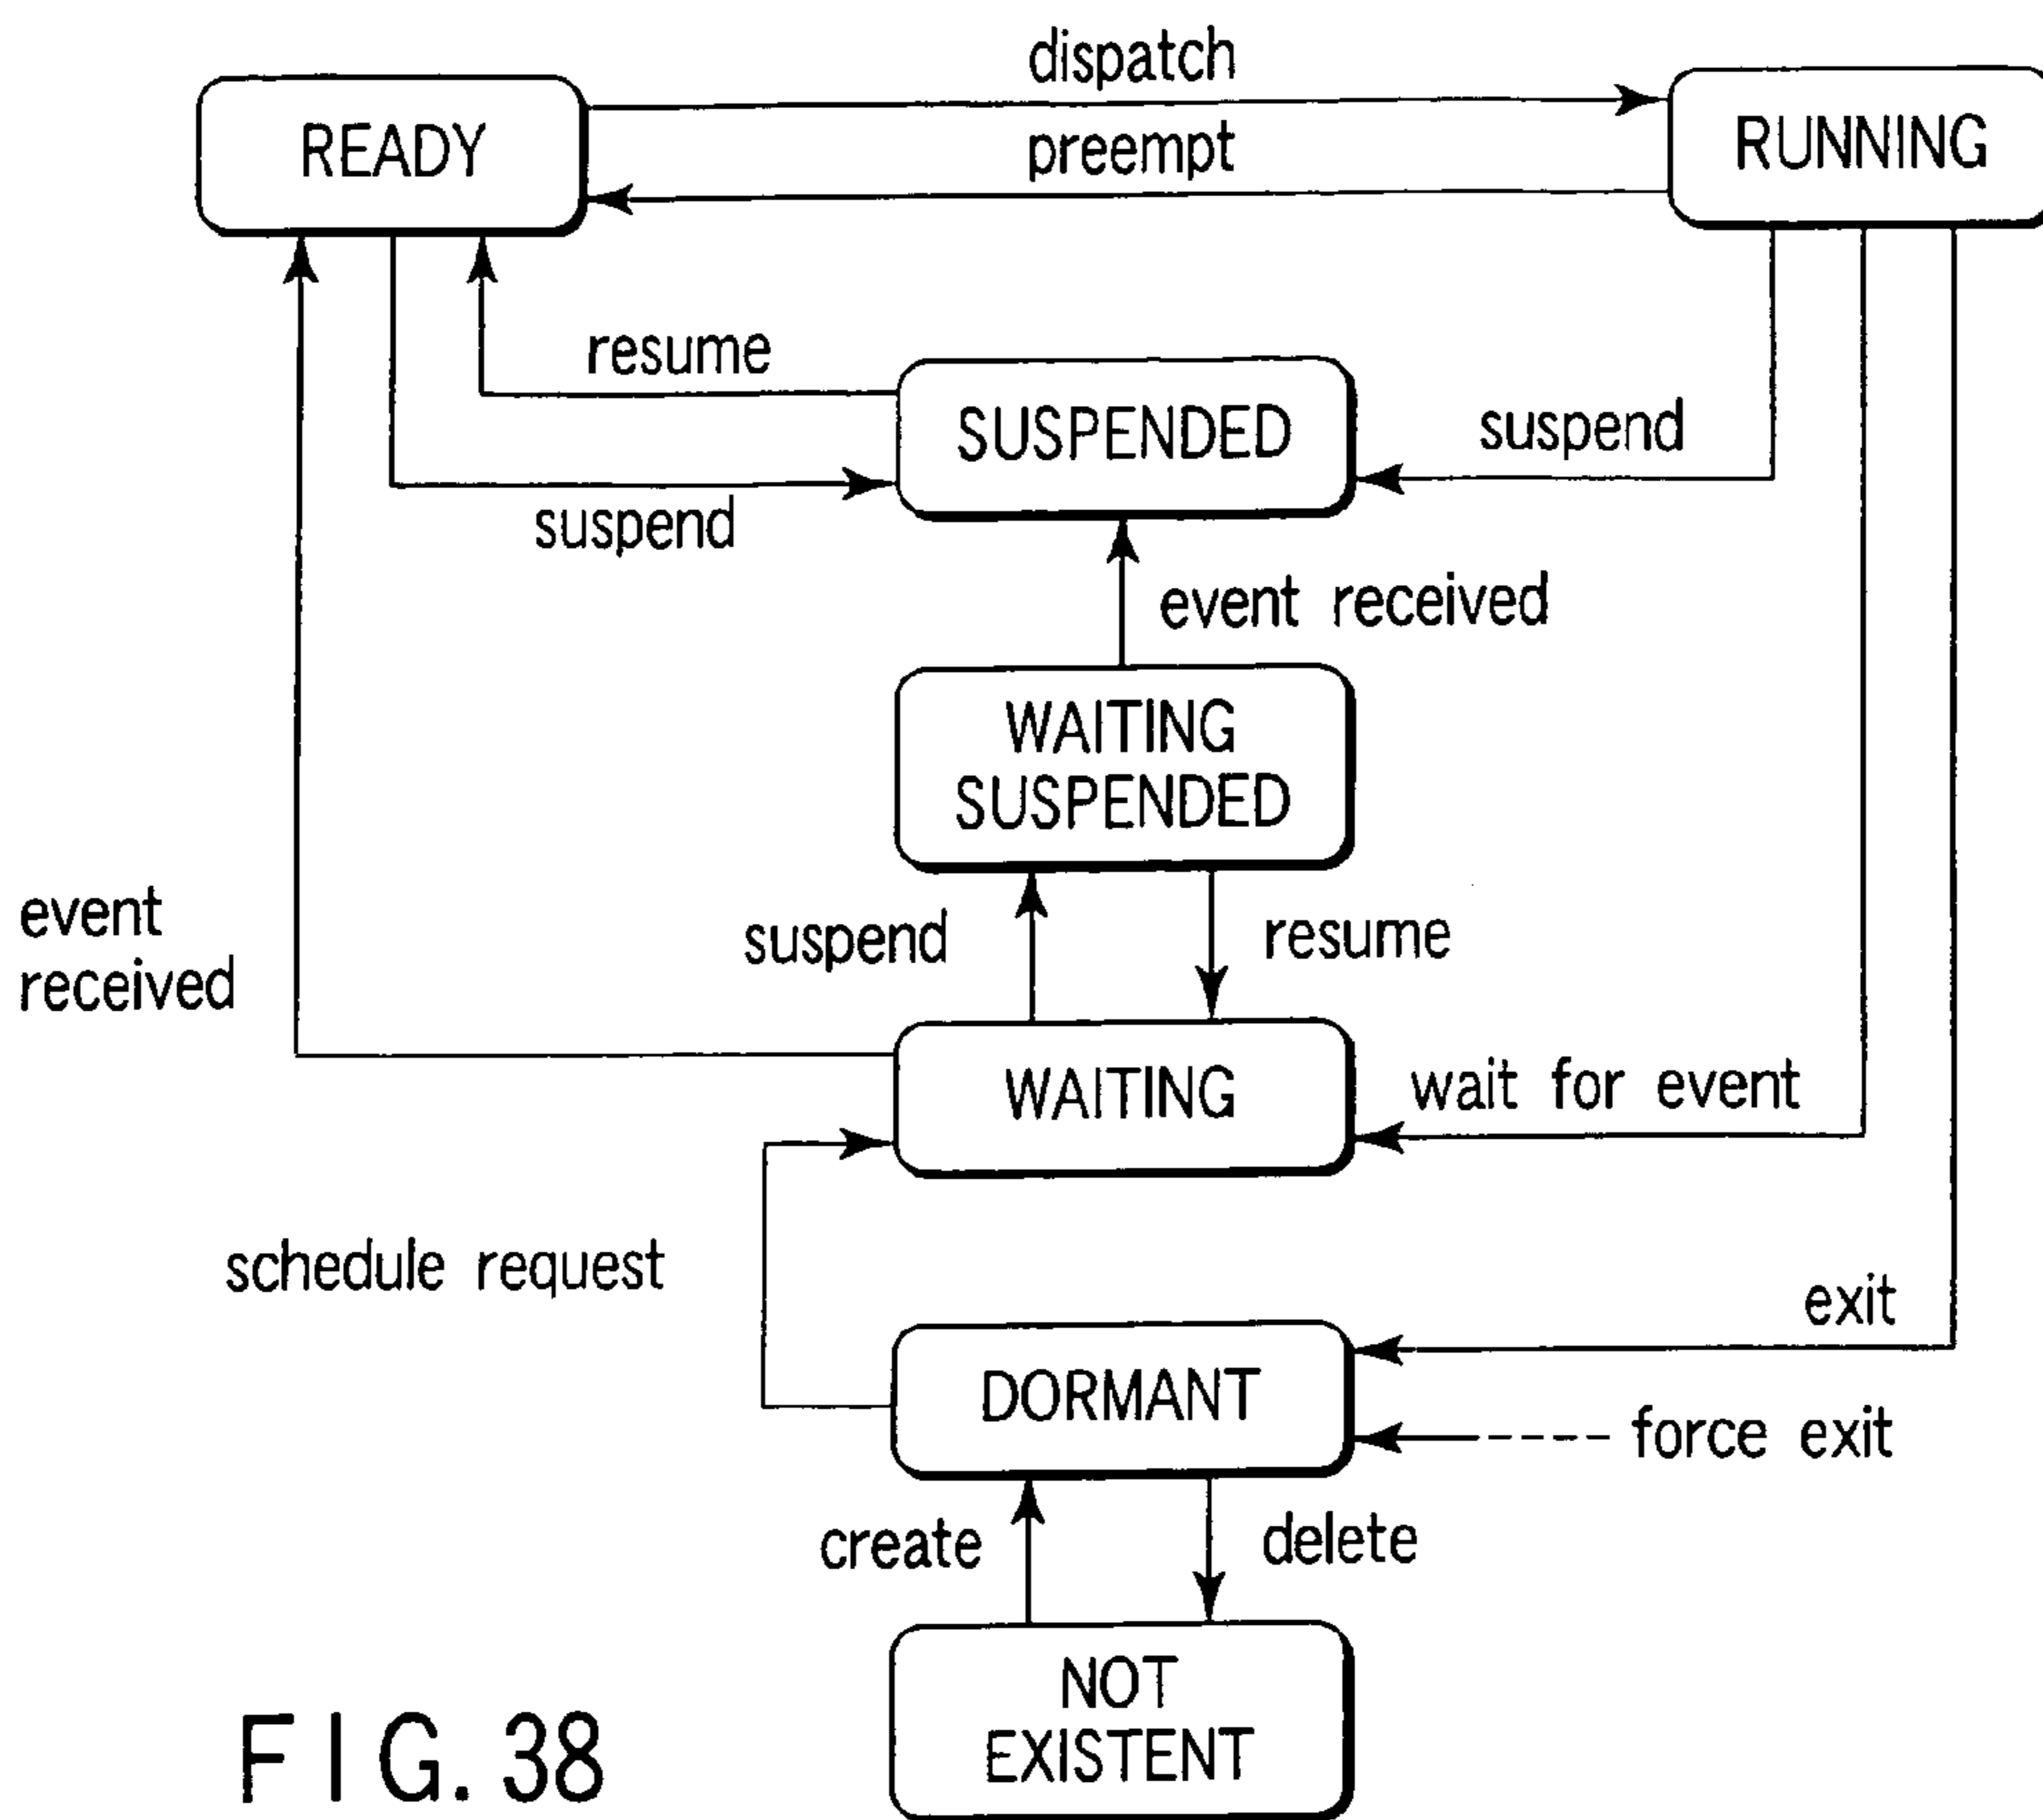 dispatch
READY
preempt
RUNNING
resume
SUSPENDED
suspend
suspend
event received
WAITING
SUSPENDED
event
received
suspend
resume
WAITING
wait for event
schedule request
exit
DORMANT
force exit
create
delete
NOT
EXISTENT
FIG. 38